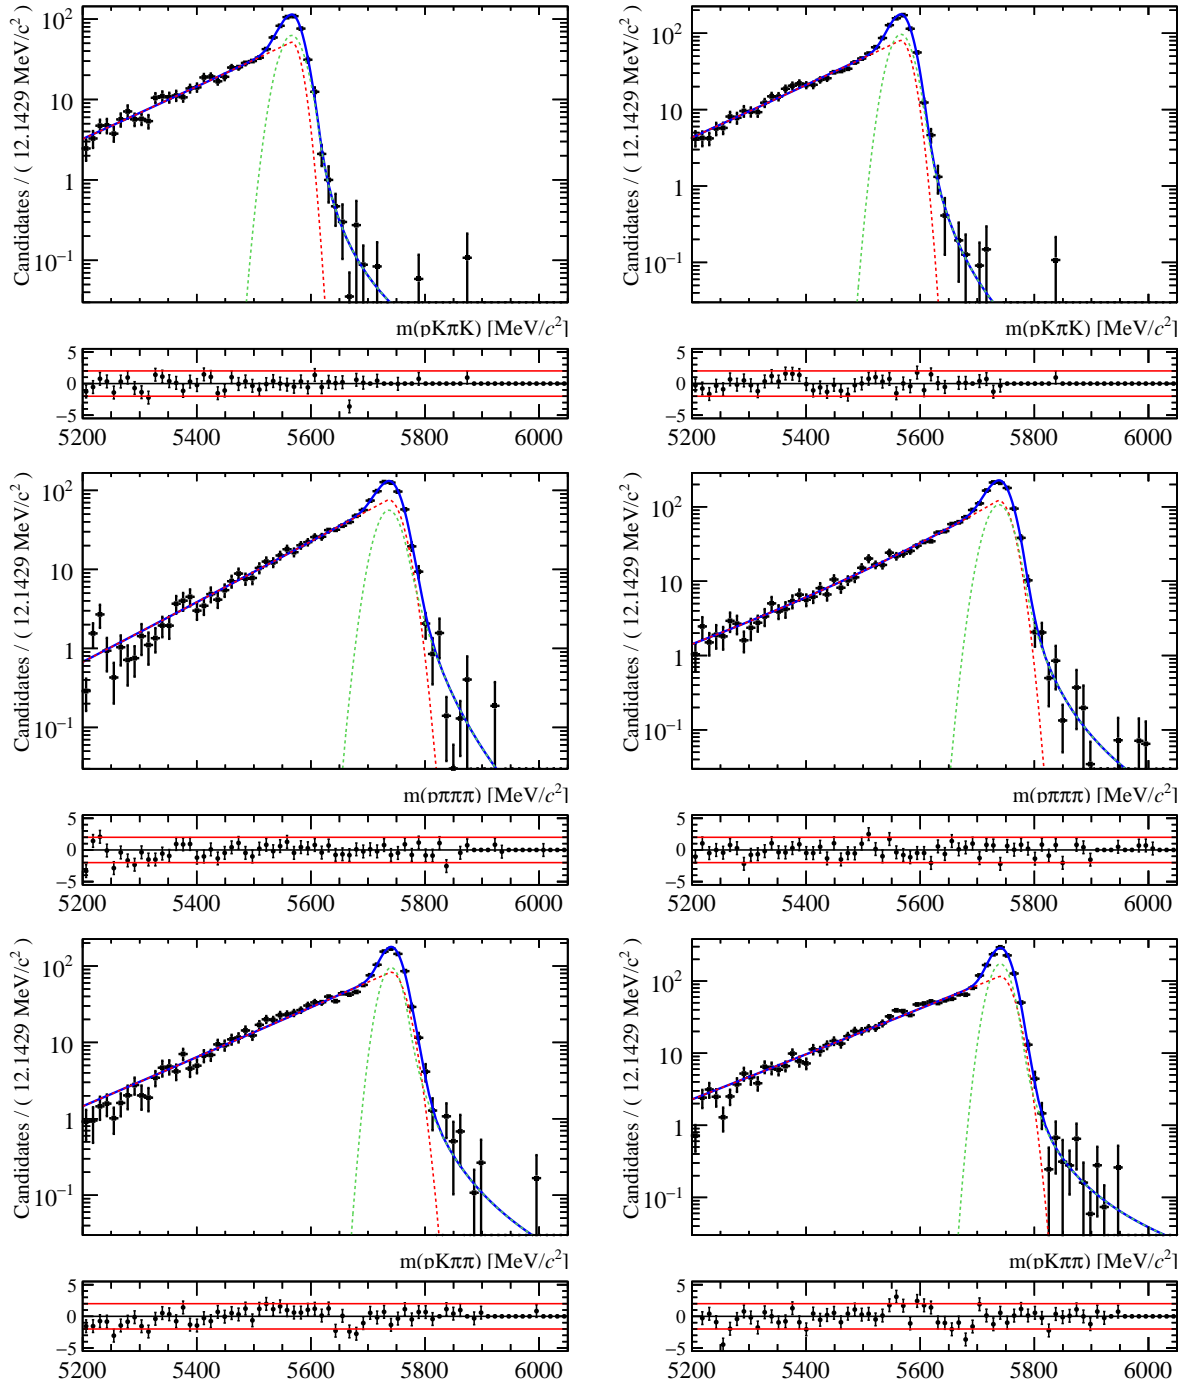 10² 10² 
10 10
1 1
10⁻¹ 10⁻¹
Candidates / ( 12.1429 MeV/c² ) Candidates / ( 12.1429 MeV/c² )
m(pKπK) [MeV/c²] m(pKπK) [MeV/c²]
5 5
0 0
−5 −5
5200 5400 5600 5800 6000 5200 5400 5600 5800 6000
10² 10²
10 10
1 1
10⁻¹ 10⁻¹
Candidates / ( 12.1429 MeV/c² ) Candidates / ( 12.1429 MeV/c² )
m(pπππ) [MeV/c²] m(pπππ) [MeV/c²]
5 5
0 0
−5 −5
5200 5400 5600 5800 6000 5200 5400 5600 5800 6000
10² 10²
10 10
1 1
10⁻¹ 10⁻¹
Candidates / ( 12.1429 MeV/c² ) Candidates / ( 12.1429 MeV/c² )
m(pKππ) [MeV/c²] m(pKππ) [MeV/c²]
5 5
0 0
−5 −5
5200 5400 5600 5800 6000 5200 5400 5600 5800 6000